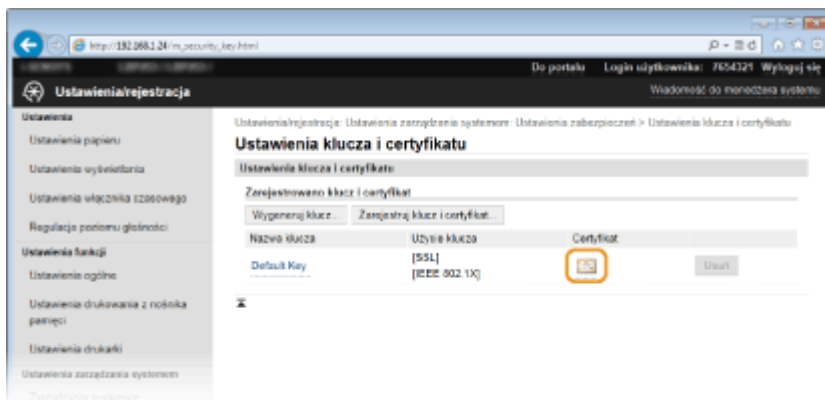 http://192.168.1.24/m_security_key.html
Do portalu Login użytkownika: 7654321 Wyloguj się
Ustawienia/rejestracja
Wiadomość do menedżera systemu
Ustawienia
Ustawienia papieru
Ustawienia wyświetlania
Ustawienia włącznika czasowego
Regulacja poziomu głośności
Ustawienia funkcji
Ustawienia ogólne
Ustawienia drukowania z nośnika
pamięci
Ustawienia drukarki
Ustawienia zarządzania systemem
Zarządzanie systemem
Ustawienia/rejestracja: Ustawienia zarządzania systemem: Ustawienia zabezpieczeń > Ustawienia klucza i certyfikatu
Ustawienia klucza i certyfikatu
Ustawienia klucza i certyfikatu
Zarejestrowano klucz i certyfikat
Wygeneruj klucz... Zarejestruj klucz i certyfikat...
Nazwa klucza Użycie klucza Certyfikat
Default Key [SSL] Usuń
[IEEE 802.1X]